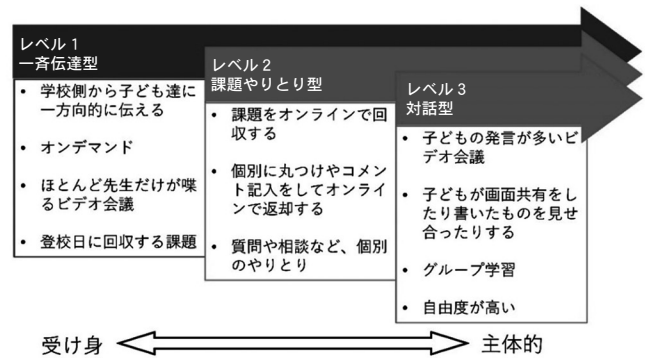 レベル1
一斉伝達型
• 学校側から子ども達に
一方向的に伝える
• オンデマンド
• ほとんど先生だけが喋
るビデオ会議
• 登校日に回収する課題
レベル2
課題やりとり型
• 課題をオンラインで回
収する
• 個別に丸つけやコメン
ト記入をしてオンライ
ンで返却する
• 質問や相談など、個別
のやりとり
レベル3
対話型
• 子どもの発言が多いビ
デオ会議
• 子どもが画面共有をし
たり書いたものを見せ
合ったりする
• グループ学習
• 自由度が高い
受け身
主体的